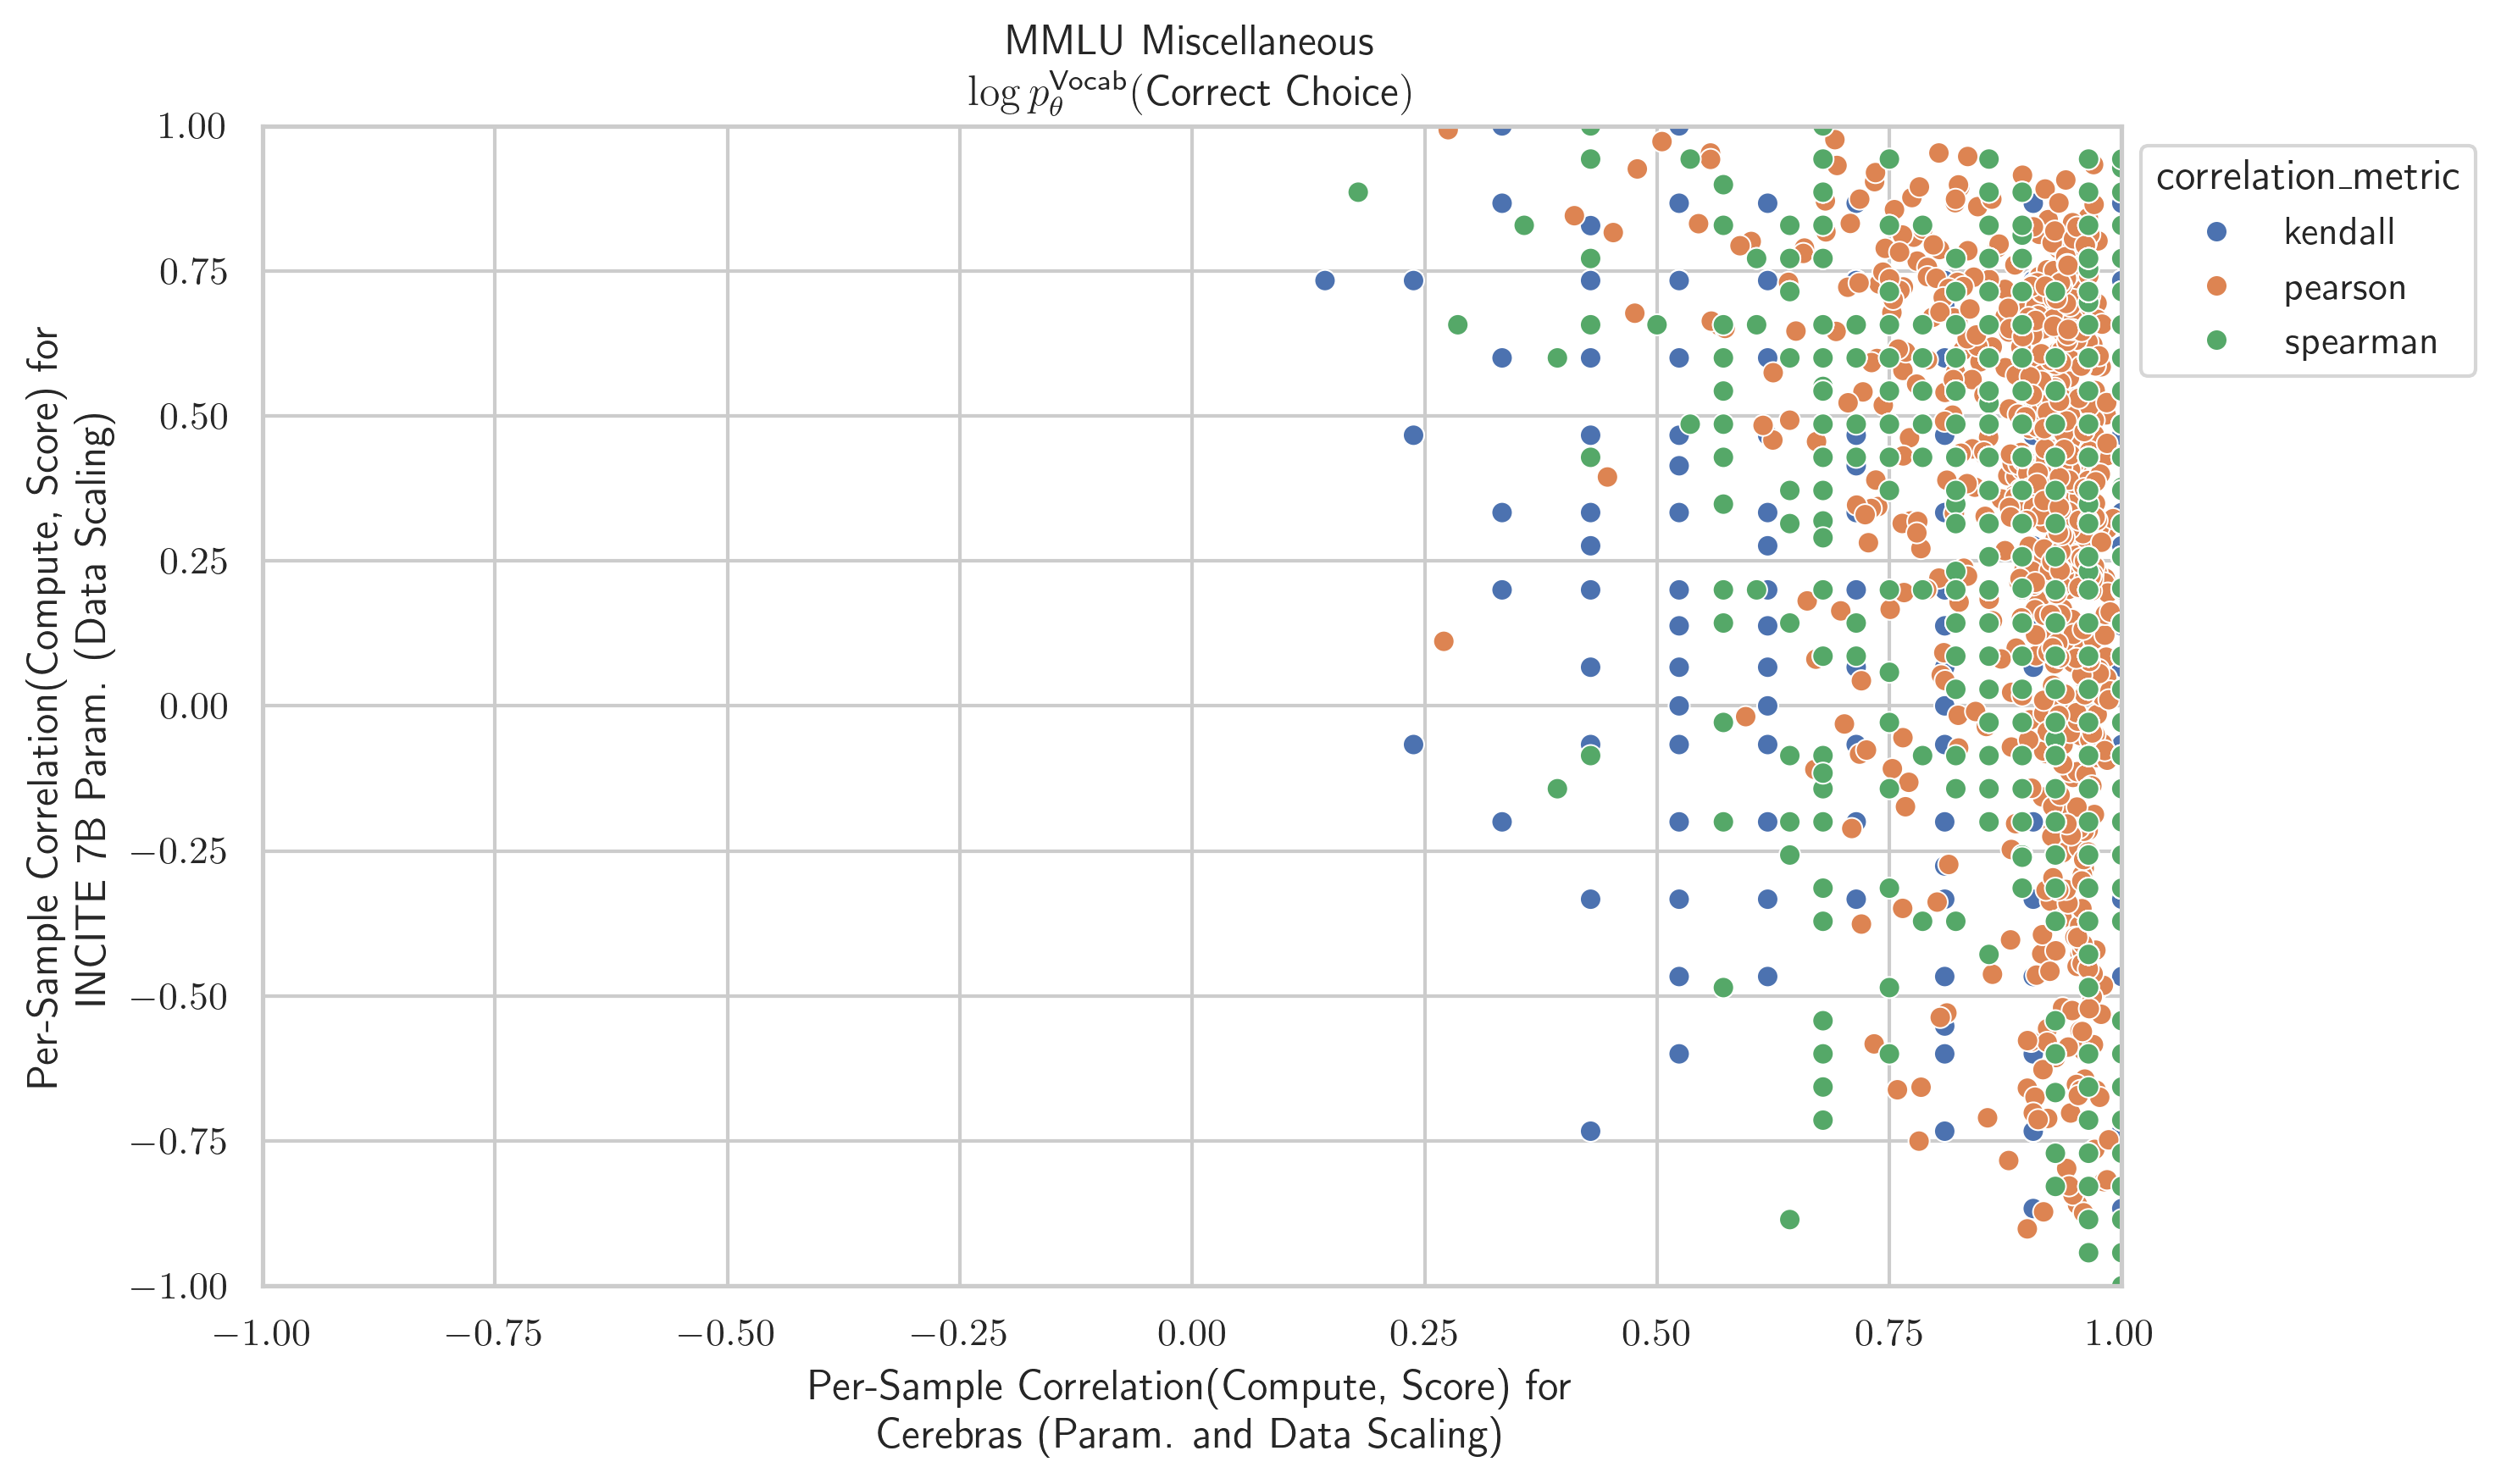 MMLU Miscellaneous
log p_θ^Vocab(Correct Choice)
Per-Sample Correlation(Compute, Score) for
INCITE 7B Param. (Data Scaling)
1.00
0.75
0.50
0.25
0.00
−0.25
−0.50
−0.75
−1.00
−1.00 −0.75 −0.50 −0.25 0.00 0.25 0.50 0.75 1.00
Per-Sample Correlation(Compute, Score) for
Cerebras (Param. and Data Scaling)
correlation_metric
kendall
pearson
spearman